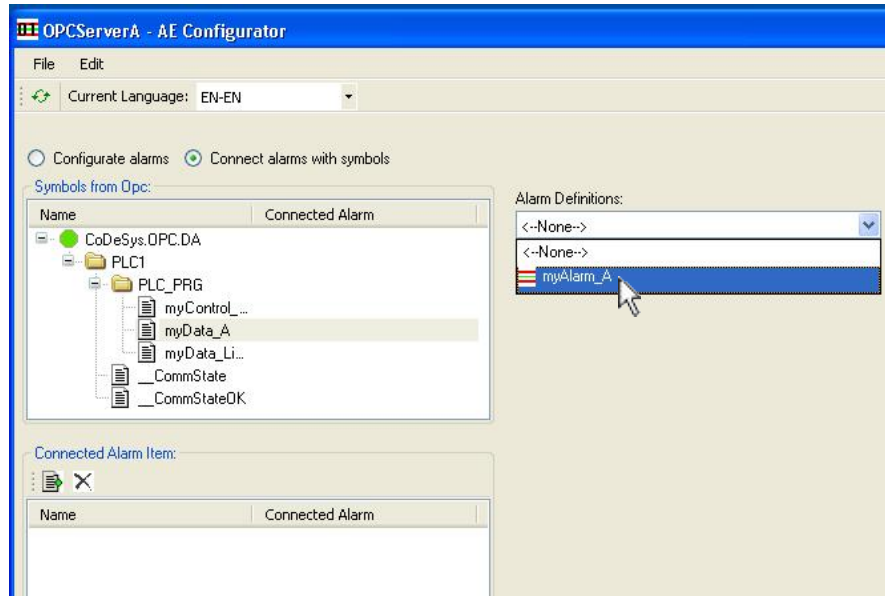 OPCServerA - AE Configurator
File Edit
Current Language: EN-EN
Configurate alarms Connect alarms with symbols
Symbols from Opc:
Name Connected Alarm
CoDeSys.OPC.DA
PLC1
PLC_PRG
myControl_...
myData_A
myData_Li...
__CommState
__CommStateOK
Alarm Definitions:
<--None-->
<--None-->
myAlarm_A
Connected Alarm Item:
Name Connected Alarm